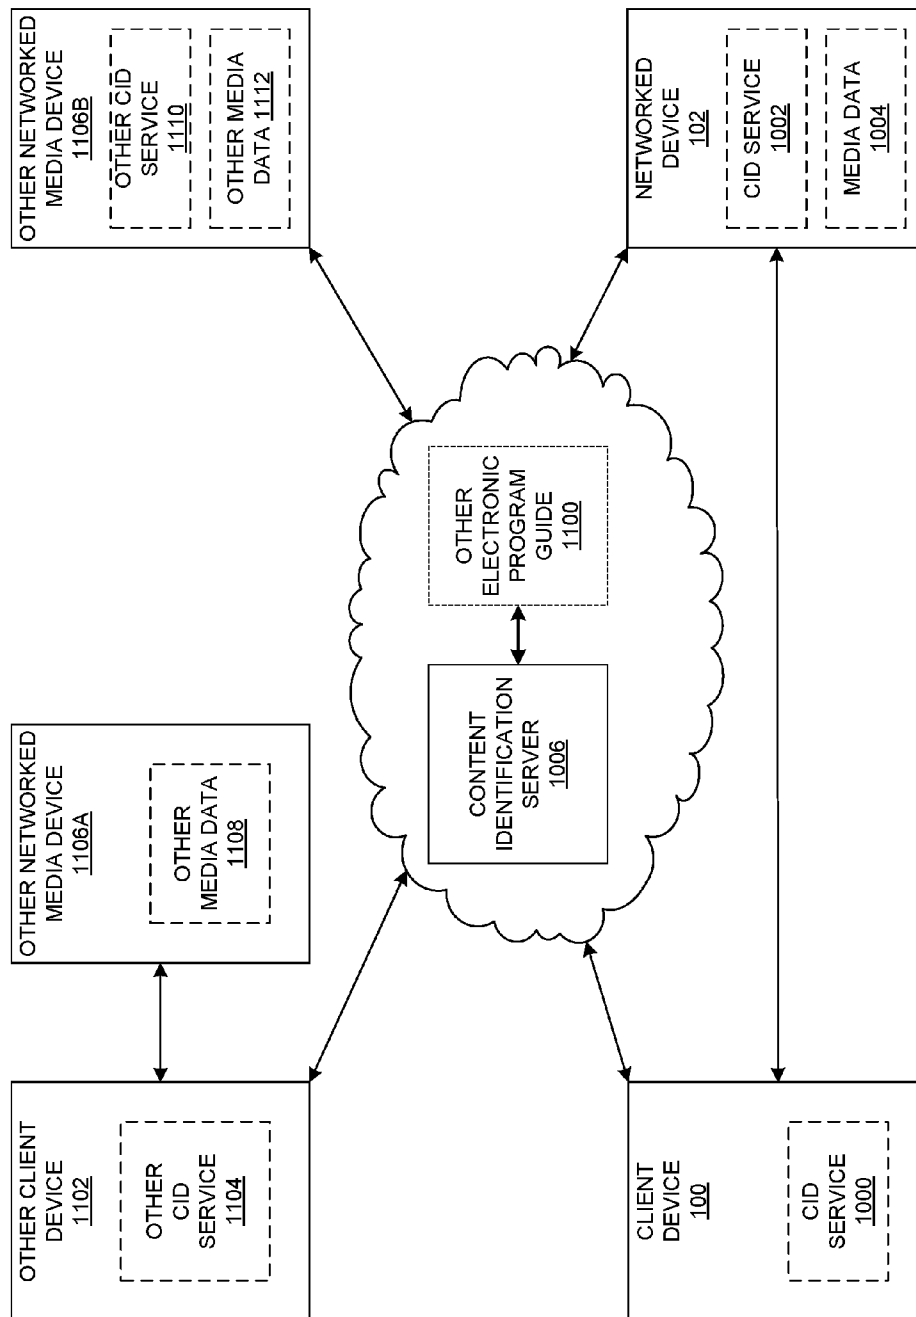 OTHER CLIENT
DEVICE
1102
OTHER
CID
SERVICE
1104
OTHER NETWORKED
MEDIA DEVICE
1106A
OTHER
MEDIA DATA
1108
OTHER NETWORKED
MEDIA DEVICE
1106B
OTHER CID
SERVICE
1110
OTHER MEDIA
DATA 1112
CONTENT
IDENTIFICATION
SERVER
1006
OTHER
ELECTRONIC
PROGRAM
GUIDE
1100
CLIENT
DEVICE
100
CID
SERVICE
1000
NETWORKED
DEVICE
102
CID SERVICE
1002
MEDIA DATA
1004